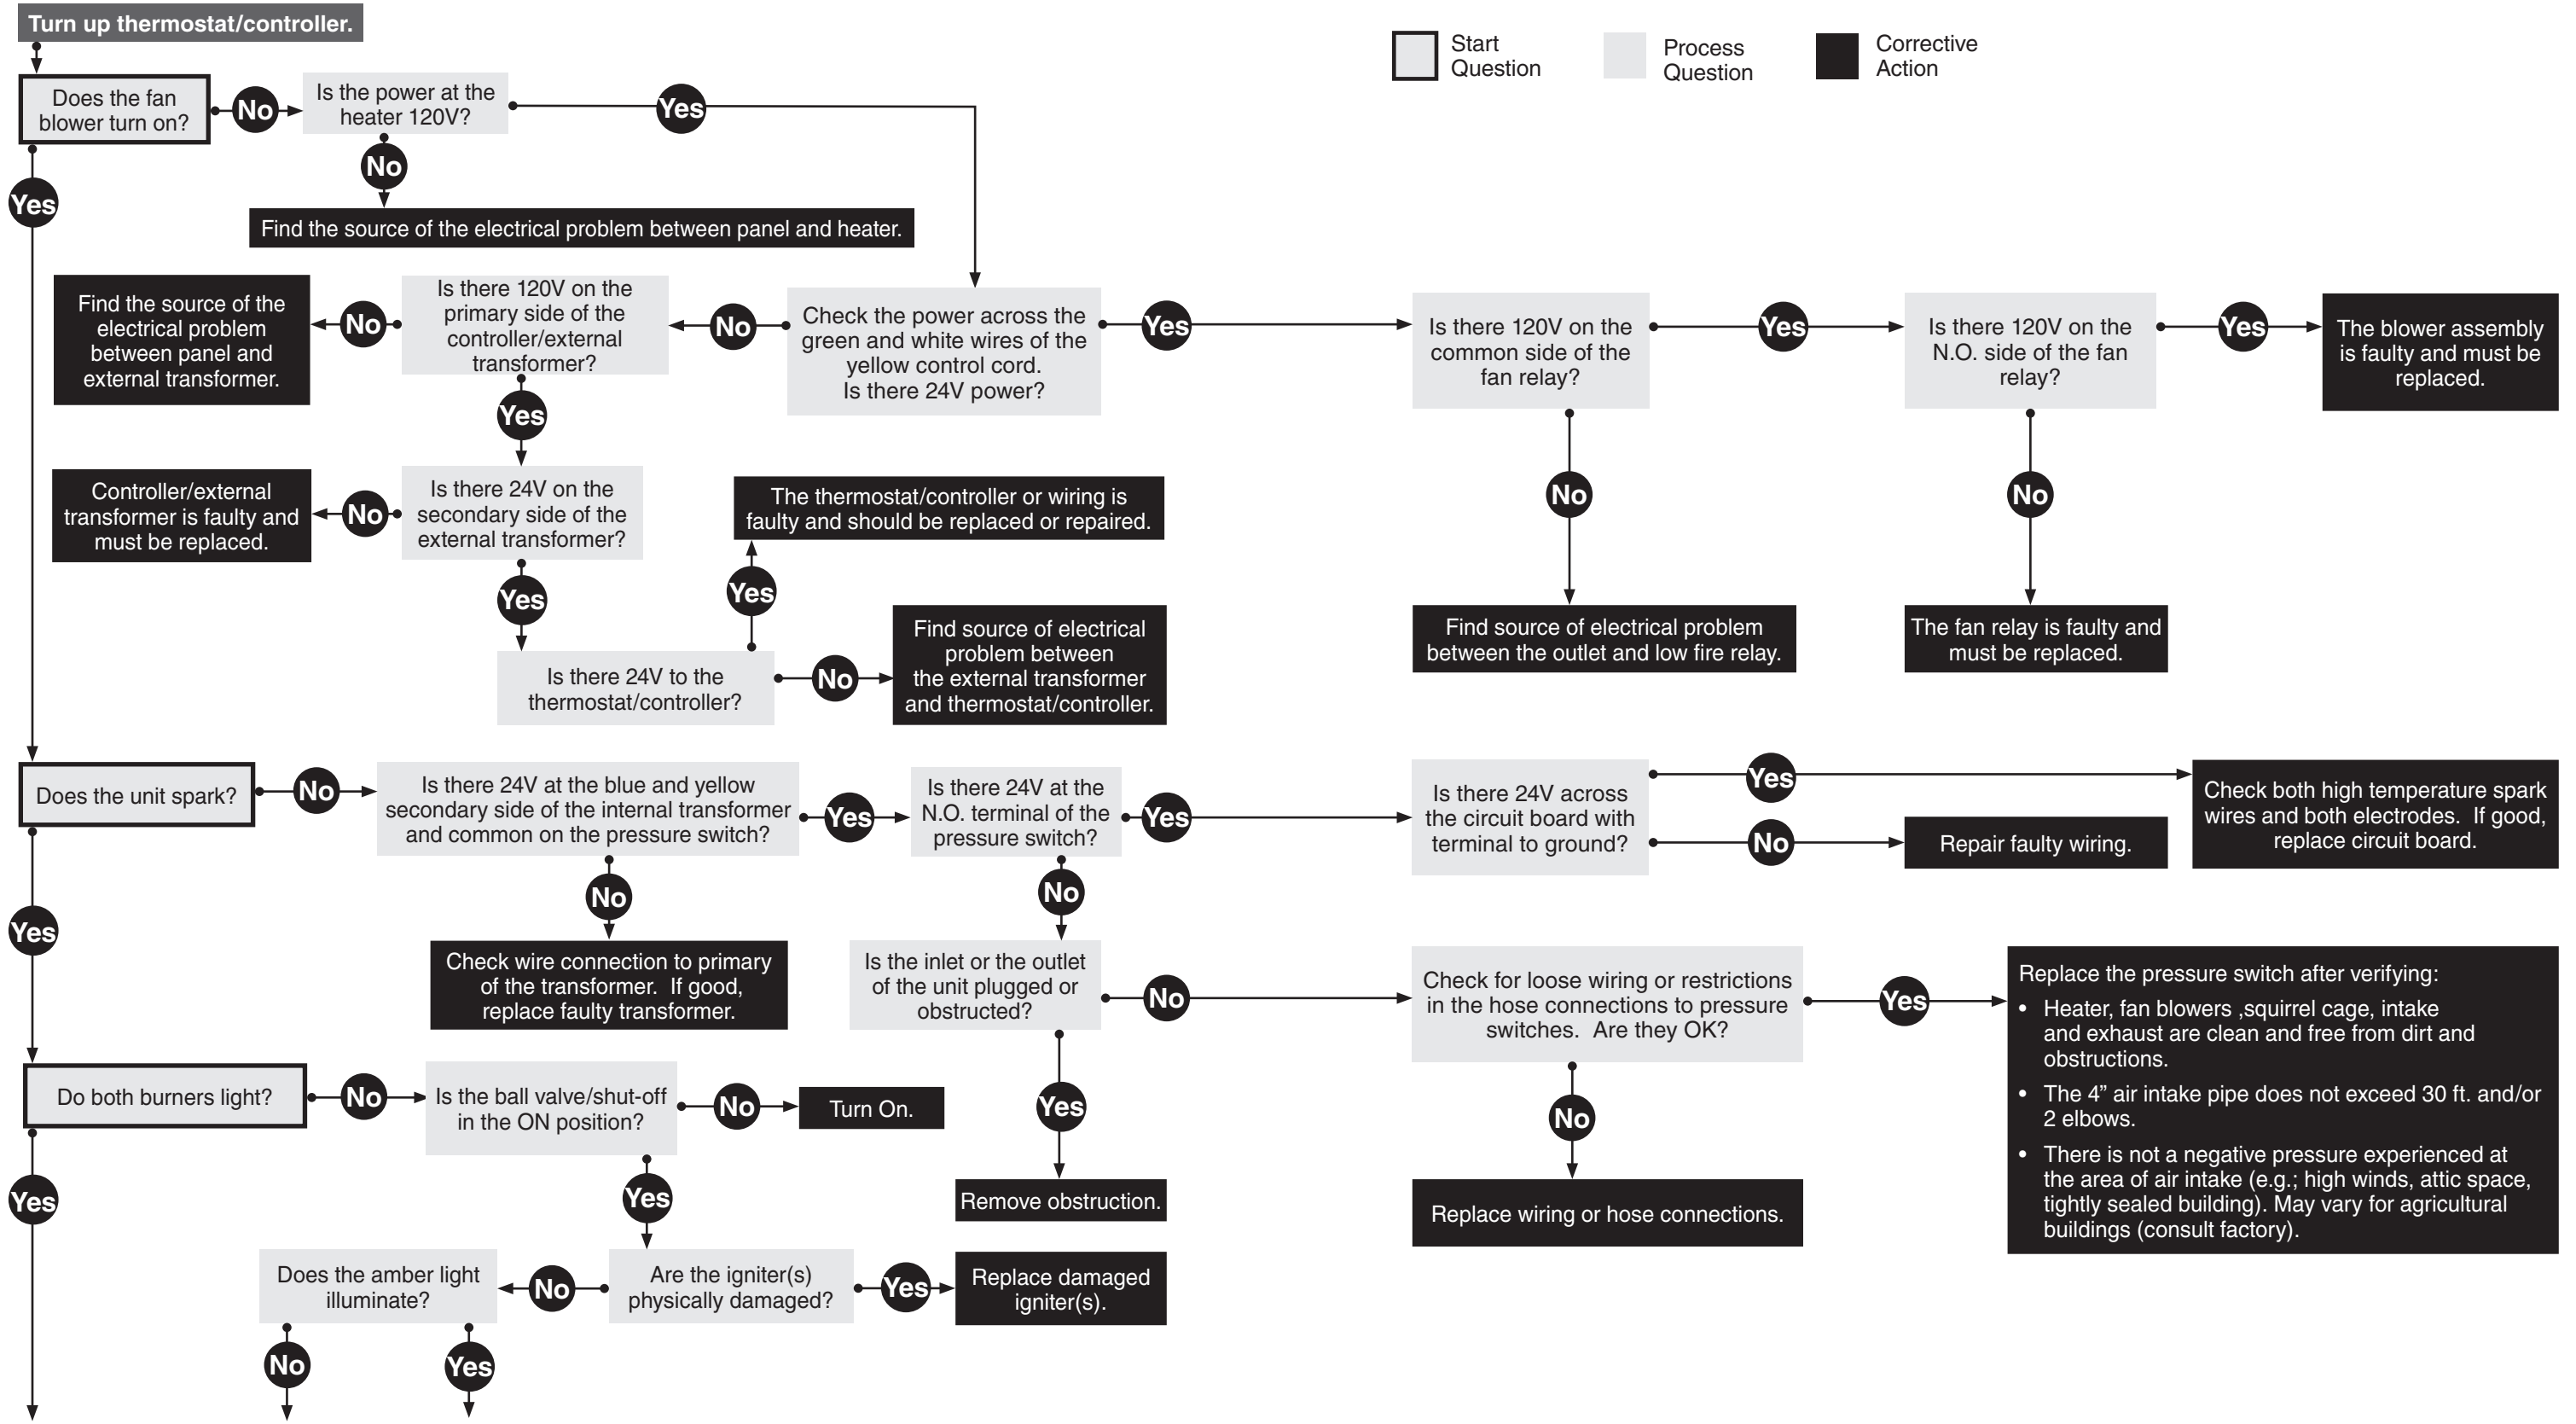 Turn up thermostat/controller.
Start
Question
Process
Question
Corrective
Action
Does the fan
blower turn on?
No
Is the power at the
heater 120V?
Yes
No
Yes
Find the source of the electrical problem between panel and heater.
Find the source of the
electrical problem
between panel and
external transformer.
No
Is there 120V on the
primary side of the
controller/external
transformer?
No
Check the power across the
green and white wires of the
yellow control cord.
Is there 24V power?
Yes
Is there 120V on the
common side of the
fan relay?
Yes
Is there 120V on the
N.O. side of the fan
relay?
Yes
The blower assembly
is faulty and must be
replaced.
Yes
Controller/external
transformer is faulty and
must be replaced.
No
Is there 24V on the
secondary side of the
external transformer?
The thermostat/controller or wiring is
faulty and should be replaced or repaired.
No
No
Yes
Yes
Find source of electrical
problem between
the external transformer
and thermostat/controller.
Find source of electrical problem
between the outlet and low fire relay.
The fan relay is faulty and
must be replaced.
Is there 24V to the
thermostat/controller?
No
Does the unit spark?
No
Is there 24V at the blue and yellow
secondary side of the internal transformer
and common on the pressure switch?
Yes
Is there 24V at the
N.O. terminal of the
pressure switch?
Yes
Is there 24V across
the circuit board with
terminal to ground?
Yes
No
Repair faulty wiring.
Check both high temperature spark
wires and both electrodes.  If good,
replace circuit board.
No
No
Yes
Check wire connection to primary
of the transformer.  If good,
replace faulty transformer.
Is the inlet or the outlet
of the unit plugged or
obstructed?
No
Check for loose wiring or restrictions
in the hose connections to pressure
switches.  Are they OK?
Yes
Replace the pressure switch after verifying:
• Heater, fan blowers ,squirrel cage, intake
and exhaust are clean and free from dirt and
obstructions.
• The 4” air intake pipe does not exceed 30 ft. and/or
2 elbows.
• There is not a negative pressure experienced at
the area of air intake (e.g.; high winds, attic space,
tightly sealed building). May vary for agricultural
buildings (consult factory).
Do both burners light?
No
Is the ball valve/shut-off
in the ON position?
No
Turn On.
Yes
No
Yes
Yes
Remove obstruction.
Replace wiring or hose connections.
Does the amber light
illuminate?
No
Are the igniter(s)
physically damaged?
Yes
Replace damaged
igniter(s).
No
Yes